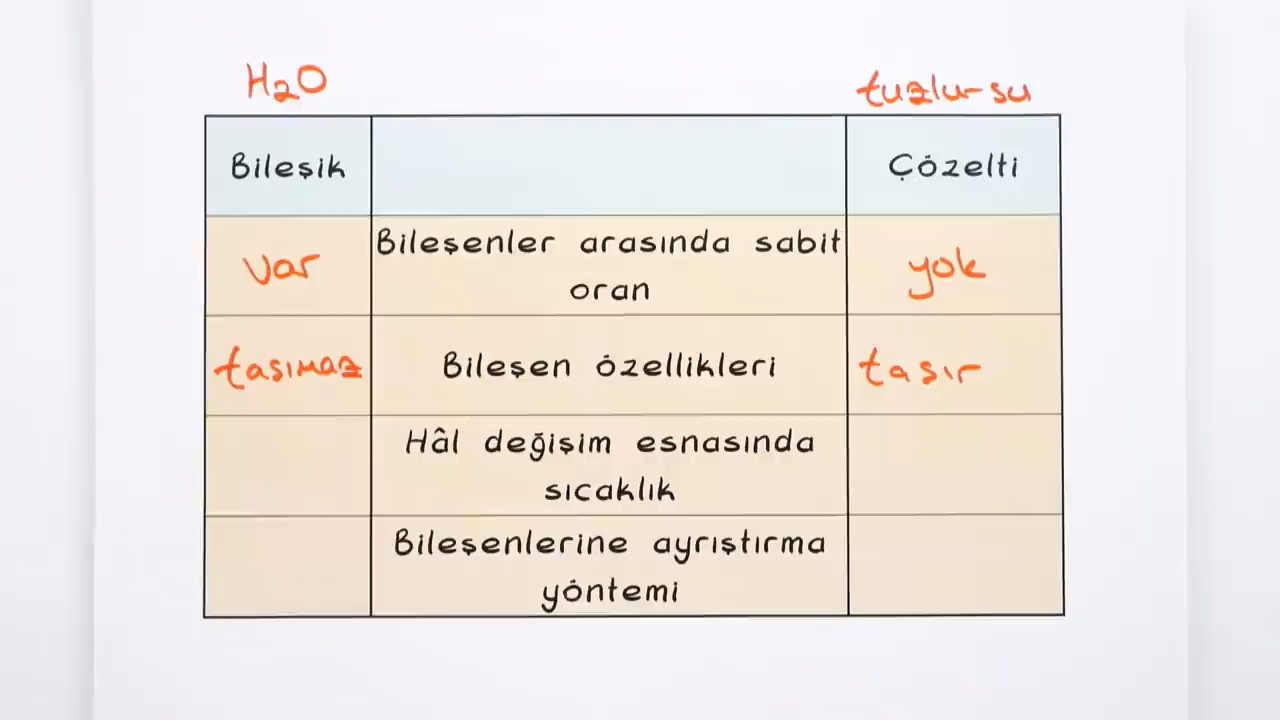 H2O
tuzlu-su
Bileşik
Çözelti
var
Bileşenler arasında sabit
oran
yok
taşımaz
Bileşen özellikleri
taşır
Hâl değişim esnasında
sıcaklık
Bileşenlerine ayrıştırma
yöntemi